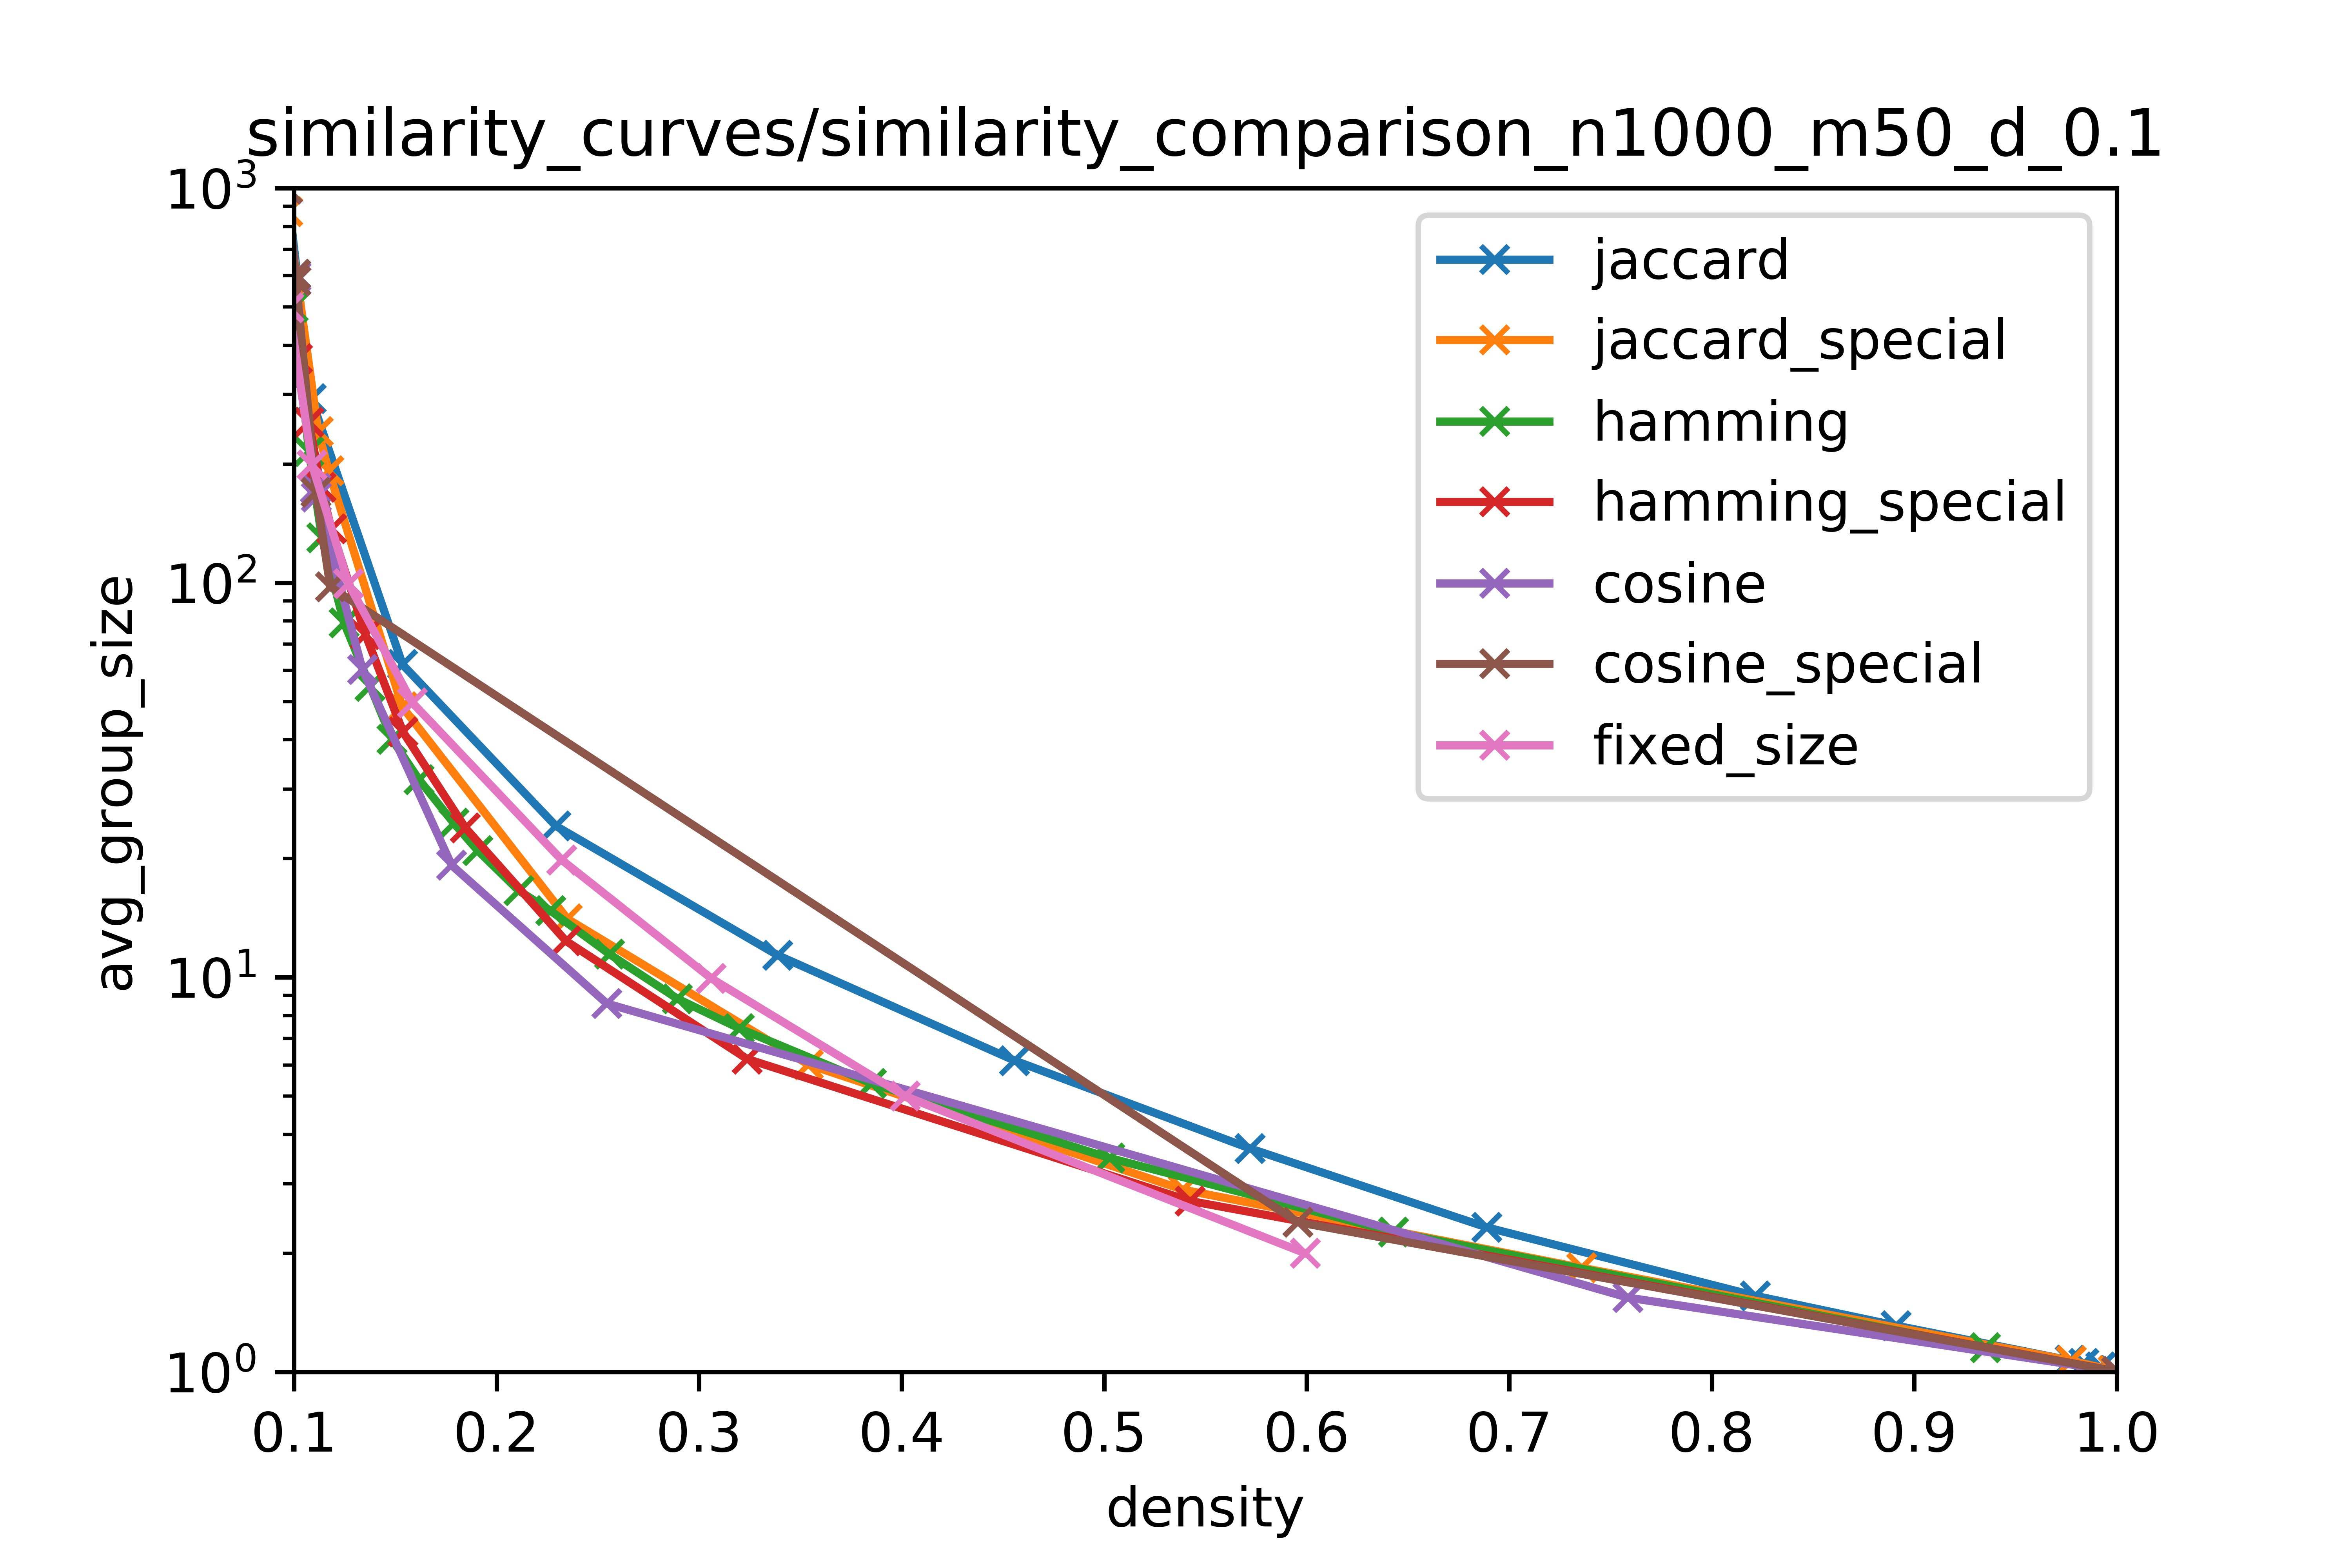 similarity_curves/similarity_comparison_n1000_m50_d_0.1
10³
10²
10¹
10⁰
avg_group_size
jaccard
jaccard_special
hamming
hamming_special
cosine
cosine_special
fixed_size
0.1 0.2 0.3 0.4 0.5 0.6 0.7 0.8 0.9 1.0
density